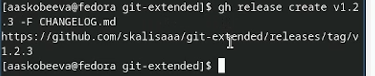 [aaskobeeva@fedora git-extended]$ gh release create v1.2
.3 -F CHANGELOG.md
https://github.com/skalisaaa/git-extended/releases/tag/v
1.2.3
[aaskobeeva@fedora git-extended]$